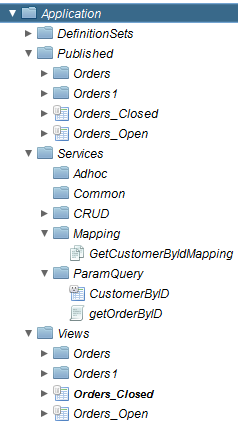 Application
DefinitionSets
Published
Orders
Orders1
Orders_Closed
Orders_Open
Services
Adhoc
Common
CRUD
Mapping
GetCustomerByIdMapping
ParamQuery
CustomerByID
getOrderByID
Views
Orders
Orders1
Orders_Closed
Orders_Open